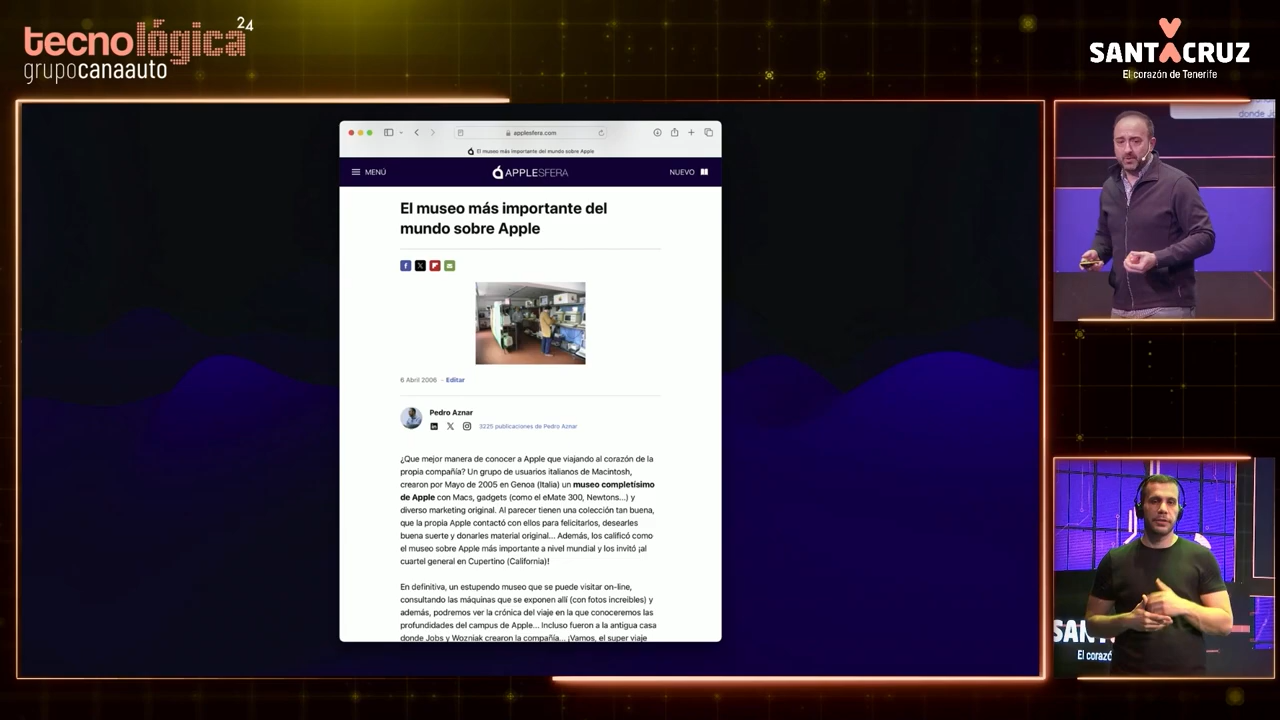 tecnológica24
grupocanaauto
SANTACRUZ
El corazón de Tenerife
applesfera.com
El museo más importante del mundo sobre Apple
MENÚ
APPLESFERA
NUEVO
El museo más importante del
mundo sobre Apple
6 Abril 2006 - Editar
Pedro Aznar
3225 publicaciones de Pedro Aznar
¿Que mejor manera de conocer a Apple que viajando al corazón de la
propia compañía? Un grupo de usuarios italianos de Macintosh,
crearon por Mayo de 2005 en Genoa (Italia) un museo completísimo
de Apple con Macs, gadgets (como el eMate 300, Newtons...) y
diverso marketing original. Al parecer tienen una colección tan buena,
que la propia Apple contactó con ellos para felicitarlos, desearles
buena suerte y donarles material original... Además, los calificó como
el museo sobre Apple más importante a nivel mundial y los invitó ¡al
cuartel general en Cupertino (California)!
En definitiva, un estupendo museo que se puede visitar on-line,
consultando las máquinas que se exponen allí (con fotos increíbles) y
además, podremos ver la crónica del viaje en la que conoceremos las
profundidades del campus de Apple... Incluso fueron a la antigua casa
donde Jobs y Wozniak crearon la compañía... ¡Vamos, el super viaje
donde Jo
SANT
El corazó